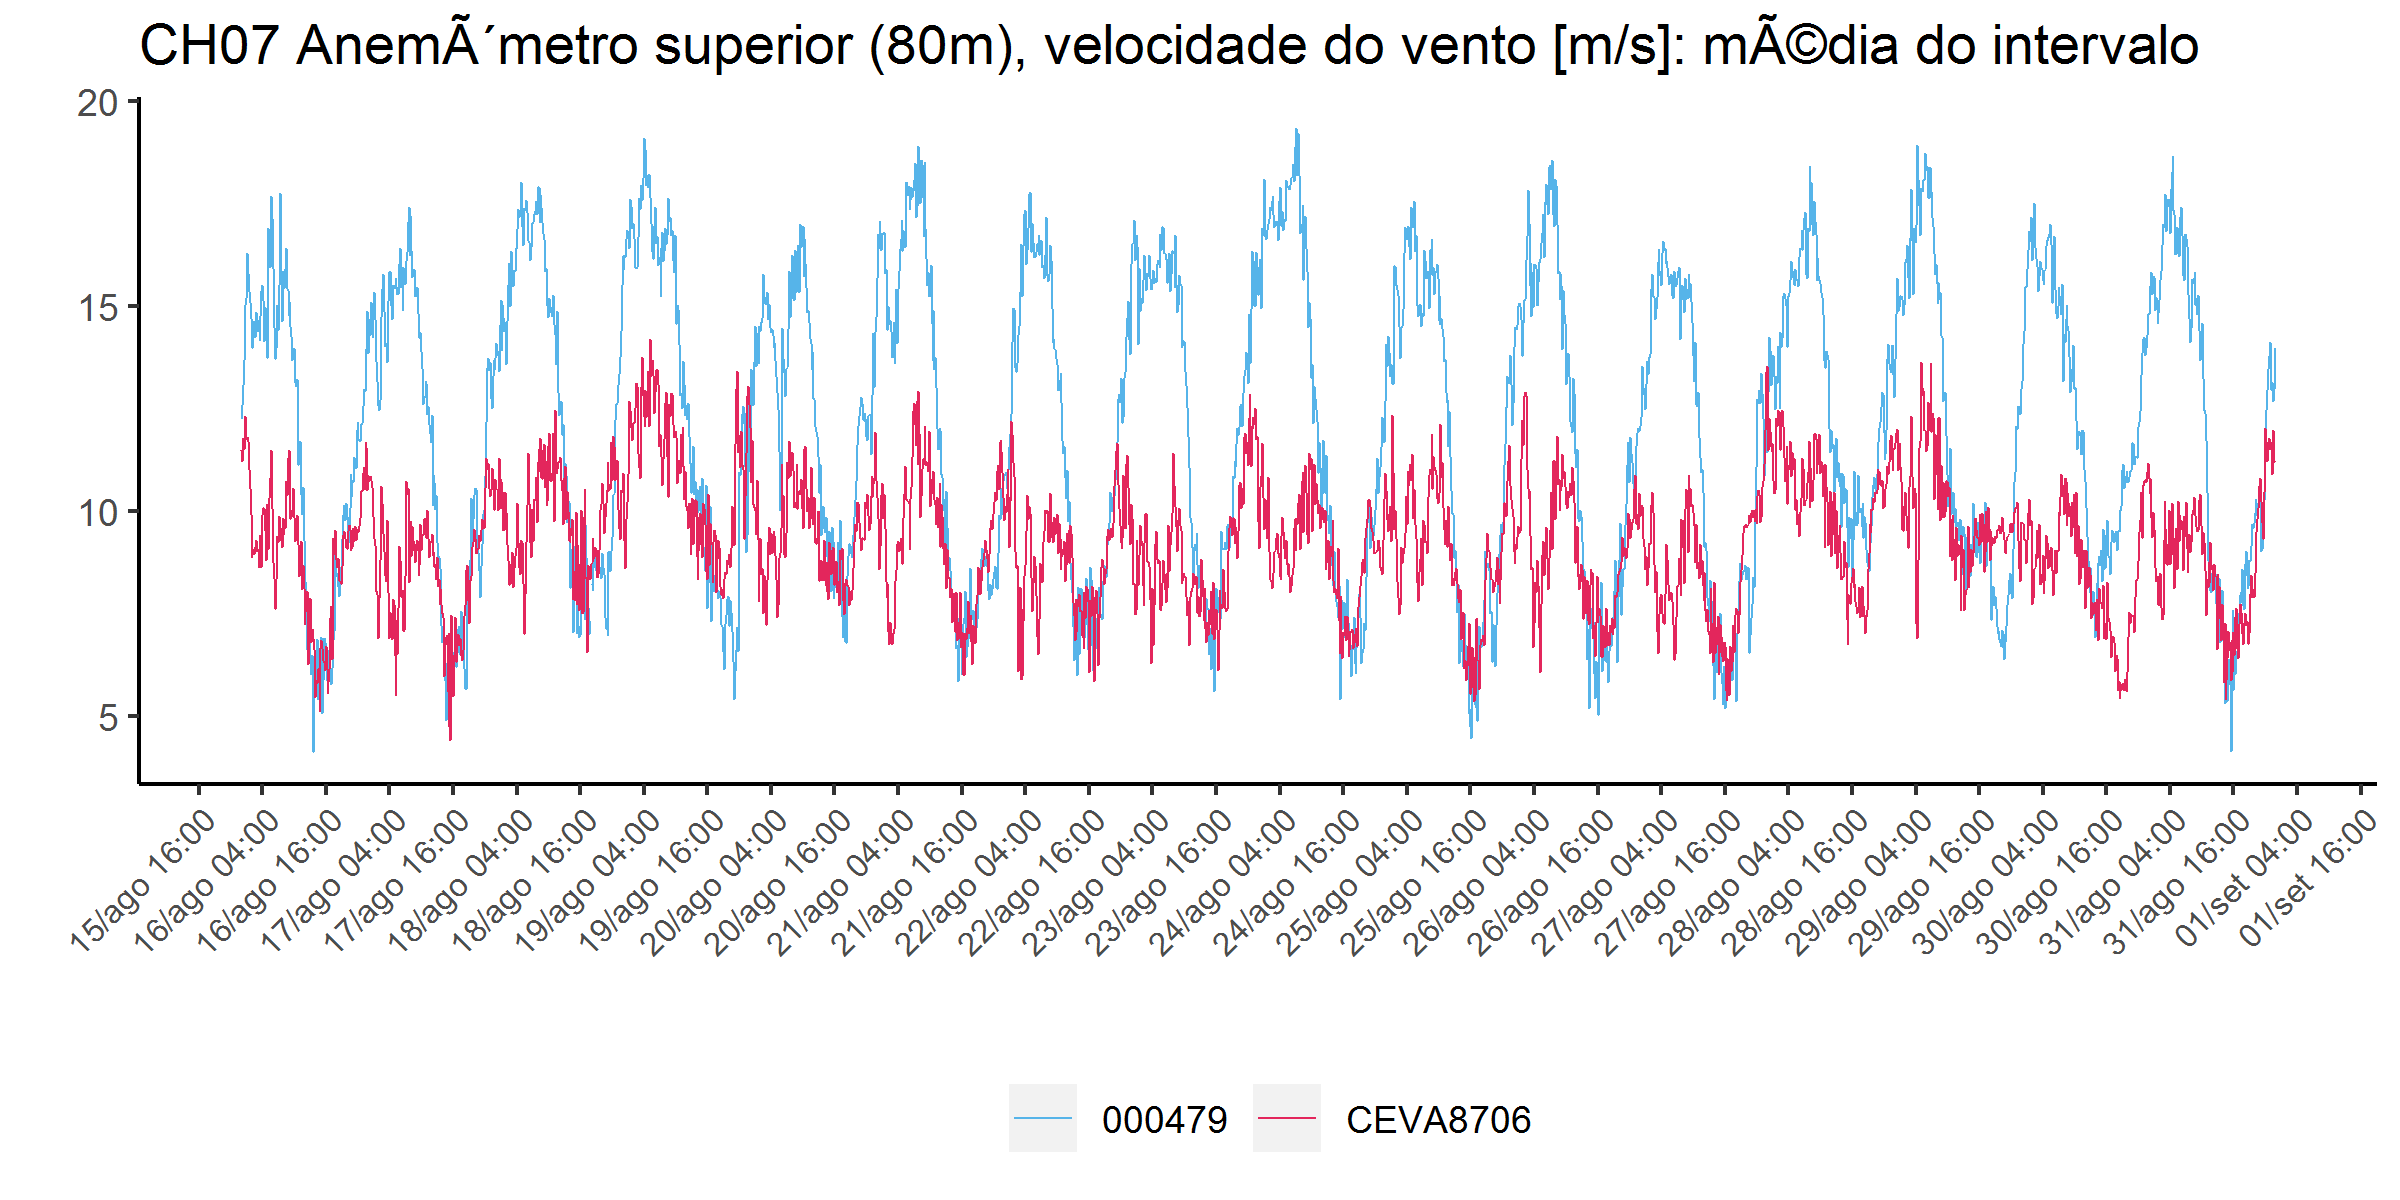 CH07 AnemÃ´metro superior (80m), velocidade do vento [m/s]: mÃ©dia do intervalo
20
15
10
5
15/ago 16:00
16/ago 04:00
16/ago 16:00
17/ago 04:00
17/ago 16:00
18/ago 04:00
18/ago 16:00
19/ago 04:00
19/ago 16:00
20/ago 04:00
20/ago 16:00
21/ago 04:00
21/ago 16:00
22/ago 04:00
22/ago 16:00
23/ago 04:00
23/ago 16:00
24/ago 04:00
24/ago 16:00
25/ago 04:00
25/ago 16:00
26/ago 04:00
26/ago 16:00
27/ago 04:00
27/ago 16:00
28/ago 04:00
28/ago 16:00
29/ago 04:00
29/ago 16:00
30/ago 04:00
30/ago 16:00
31/ago 04:00
31/ago 16:00
01/set 04:00
01/set 16:00
000479
CEVA8706